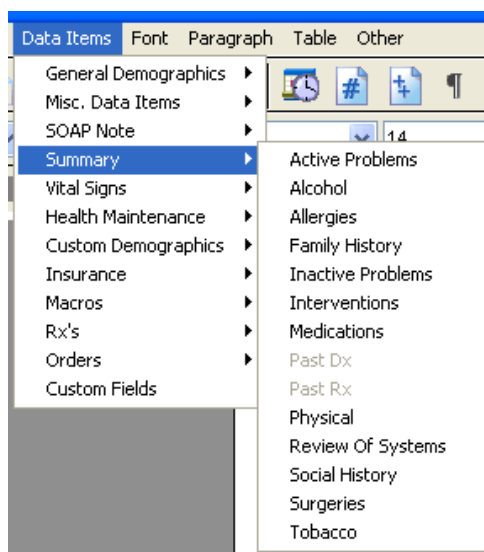 Data Items Font Paragraph Table Other
General Demographics
Misc. Data Items
SOAP Note
14
Summary
Vital Signs
Health Maintenance
Custom Demographics
Insurance
Macros
Rx's
Orders
Custom Fields
Active Problems
Alcohol
Allergies
Family History
Inactive Problems
Interventions
Medications
Past Dx
Past Rx
Physical
Review Of Systems
Social History
Surgeries
Tobacco